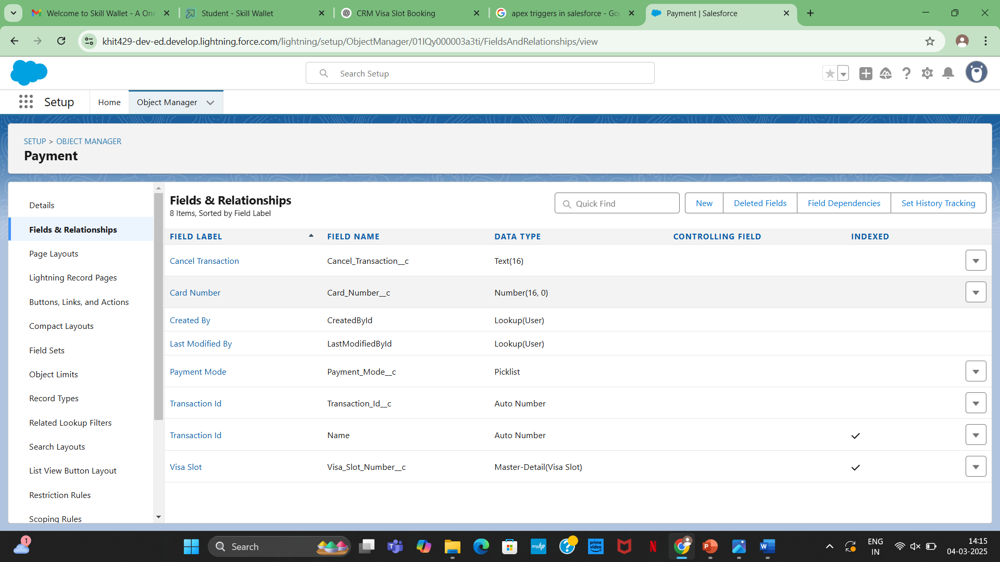 Welcome to Skill Wallet - A One
Student - Skill Wallet
CRM Visa Slot Booking
apex triggers in salesforce - Goo
Payment | Salesforce
khit429-dev-ed.develop.lightning.force.com/lightning/setup/ObjectManager/01IQy000003a3ti/FieldsAndRelationships/view
Search Setup
Setup
Home
Object Manager
SETUP > OBJECT MANAGER
Payment
Details
Fields & Relationships
Page Layouts
Lightning Record Pages
Buttons, Links, and Actions
Compact Layouts
Field Sets
Object Limits
Record Types
Related Lookup Filters
Search Layouts
List View Button Layout
Restriction Rules
Scoping Rules
Fields & Relationships
8 Items, Sorted by Field Label
Quick Find
New
Deleted Fields
Field Dependencies
Set History Tracking
FIELD LABEL FIELD NAME DATA TYPE CONTROLLING FIELD INDEXED
Cancel Transaction Cancel_Transaction__c Text(16)
Card Number Card_Number__c Number(16, 0)
Created By CreatedById Lookup(User)
Last Modified By LastModifiedById Lookup(User)
Payment Mode Payment_Mode__c Picklist
Transaction Id Transaction_Id__c Auto Number
Transaction Id Name Auto Number
Visa Slot Visa_Slot_Number__c Master-Detail(Visa Slot)
1
Search
myhp
prime video
ENG
IN
14:15
04-03-2025